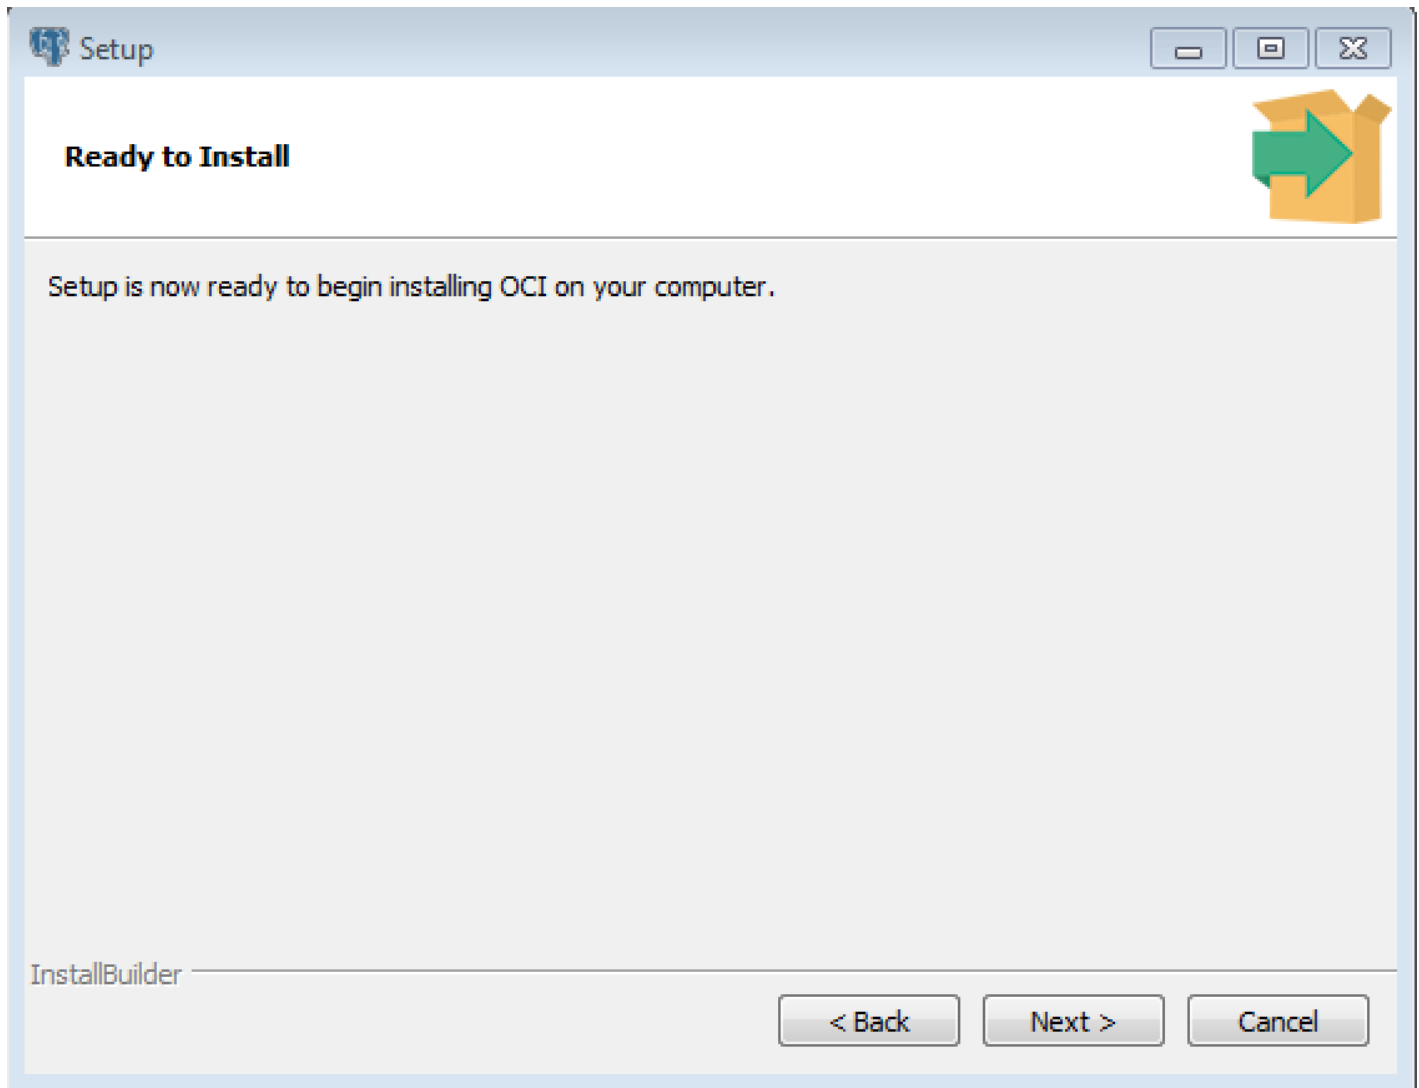 Setup
Ready to Install
Setup is now ready to begin installing OCI on your computer.
InstallBuilder
< Back
Next >
Cancel